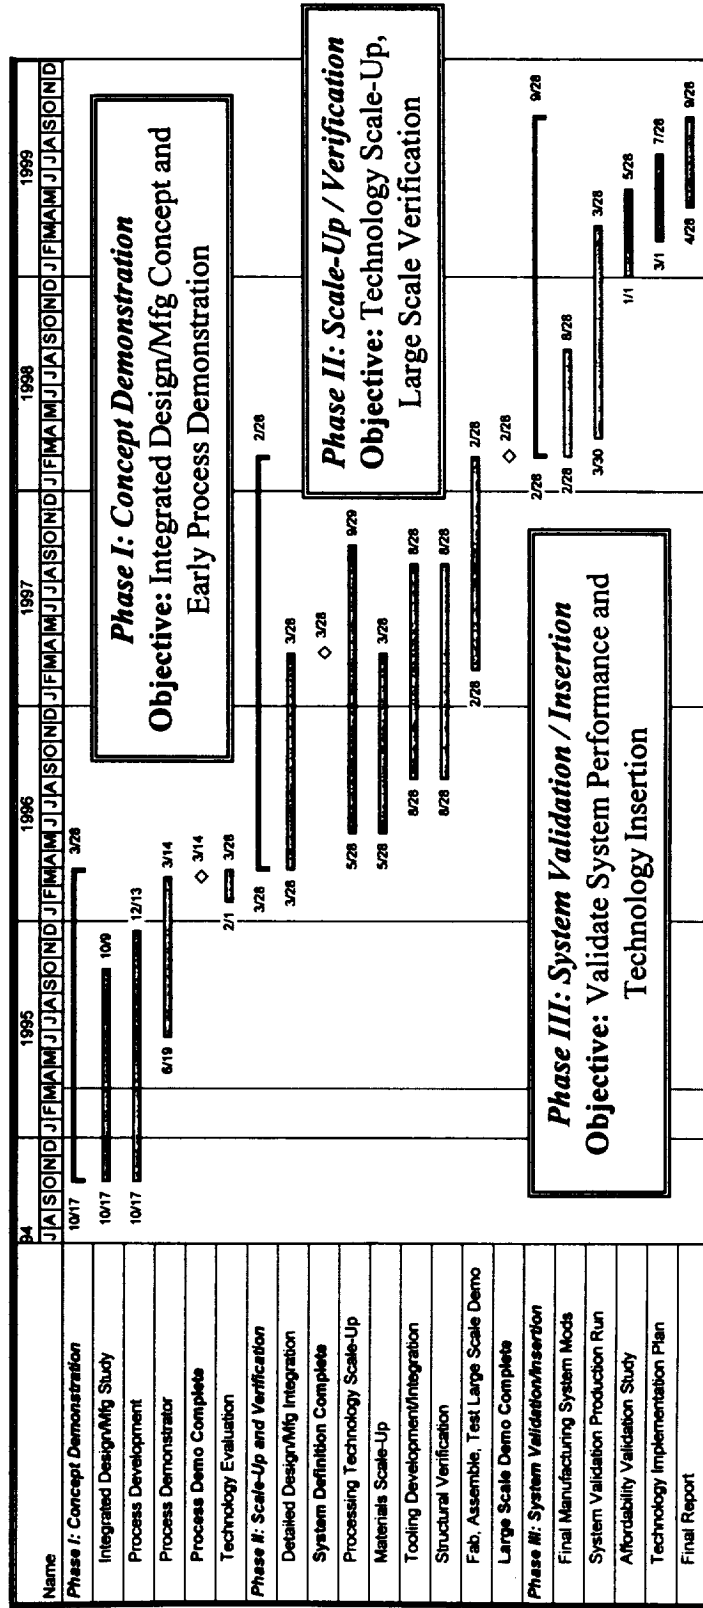 94 1995 1996 1997 1998 1999
Name J A S O N D J F M A M J J A S O N D J F M A M J J A S O N D J F M A M J J A S O N D J F M A M J J A S O N D J F M A M J J A S O N D
Phase I: Concept Demonstration 10/17 3/28
Integrated Design/Mfg Study 10/17 10/9
Process Development 10/17 12/13
Process Demonstrator 6/19 3/14
Process Demo Complete 3/14
Technology Evaluation 2/1 3/28
Phase II: Scale-Up and Verification 3/28 2/28
Detailed Design/Mfg Integration 3/28 3/28
System Definition Complete 3/28
Processing Technology Scale-Up 5/28 9/29
Materials Scale-Up 5/28 3/28
Tooling Development/Integration 8/28 8/28
Structural Verification 8/28 8/28
Fab, Assemble, Test Large Scale Demo 2/28 2/28
Large Scale Demo Complete 2/28
Phase III: System Validation/Insertion 2/28 9/28
Final Manufacturing System Mods 2/28 8/28
System Validation Production Run 3/30 3/28
Affordability Validation Study 1/1 5/28
Technology Implementation Plan 3/1 7/28
Final Report 4/28 9/28
Phase I: Concept Demonstration
Objective: Integrated Design/Mfg Concept and
Early Process Demonstration
Phase II: Scale-Up / Verification
Objective: Technology Scale-Up,
Large Scale Verification
Phase III: System Validation / Insertion
Objective: Validate System Performance and
Technology Insertion